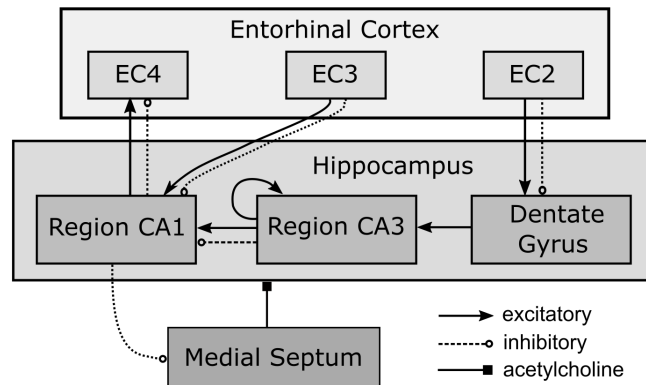 Entorhinal Cortex
EC4
EC3
EC2
Hippocampus
Region CA1
Region CA3
Dentate
Gyrus
Medial Septum
excitatory
inhibitory
acetylcholine